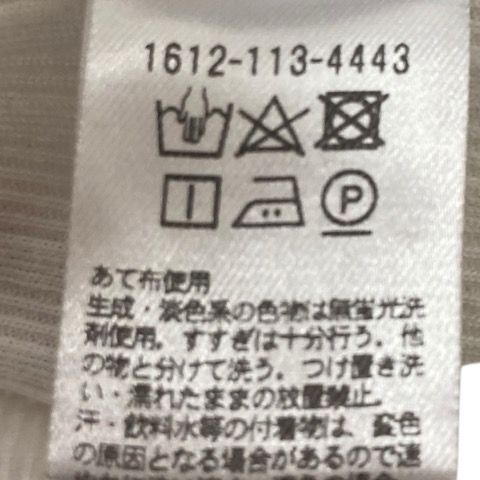 1612-113-4443
P
あて布使用
生成・淡色系の色物は無蛍光洗
剤使用。すすぎは十分行う。他
の物と分けて洗う。つけ置き洗
い・濡れたままの放置禁止。
汗・飲料水等の付着物は、変色
の原因となる場合があるので速